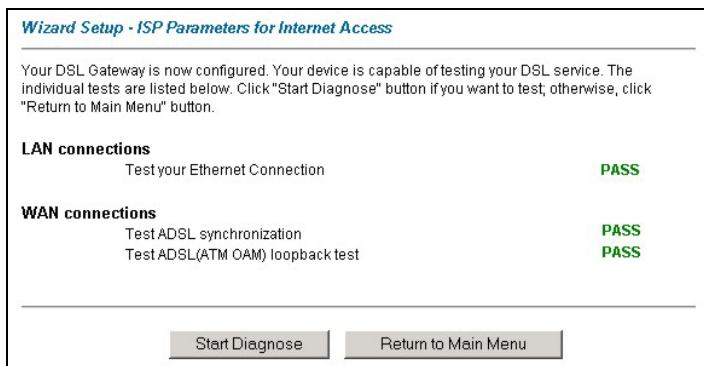 Wizard Setup - ISP Parameters for Internet Access
Your DSL Gateway is now configured. Your device is capable of testing your DSL service. The
individual tests are listed below. Click "Start Diagnose" button if you want to test; otherwise, click
"Return to Main Menu" button.
LAN connections
Test your Ethernet Connection PASS
WAN connections
Test ADSL synchronization PASS
Test ADSL(ATM OAM) loopback test PASS
Start Diagnose Return to Main Menu